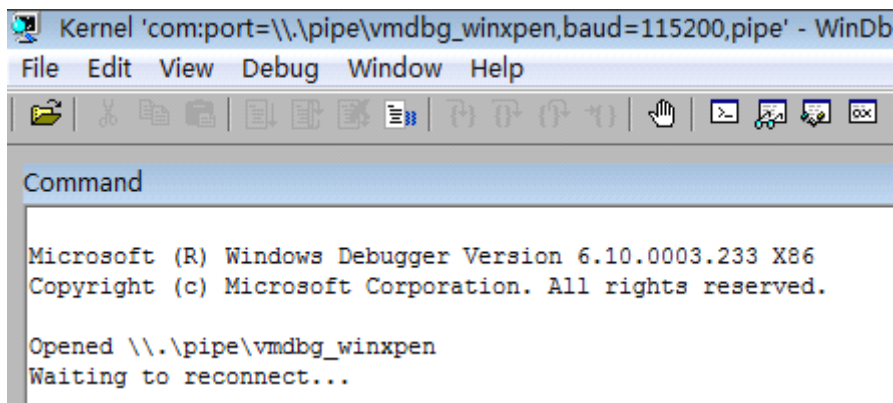 Kernel 'com:port=\\.\pipe\vmdbg_winxpen,baud=115200,pipe' - WinDb
File Edit View Debug Window Help
Command
Microsoft (R) Windows Debugger Version 6.10.0003.233 X86
Copyright (c) Microsoft Corporation. All rights reserved.
Opened \\.\pipe\vmdbg_winxpen
Waiting to reconnect...